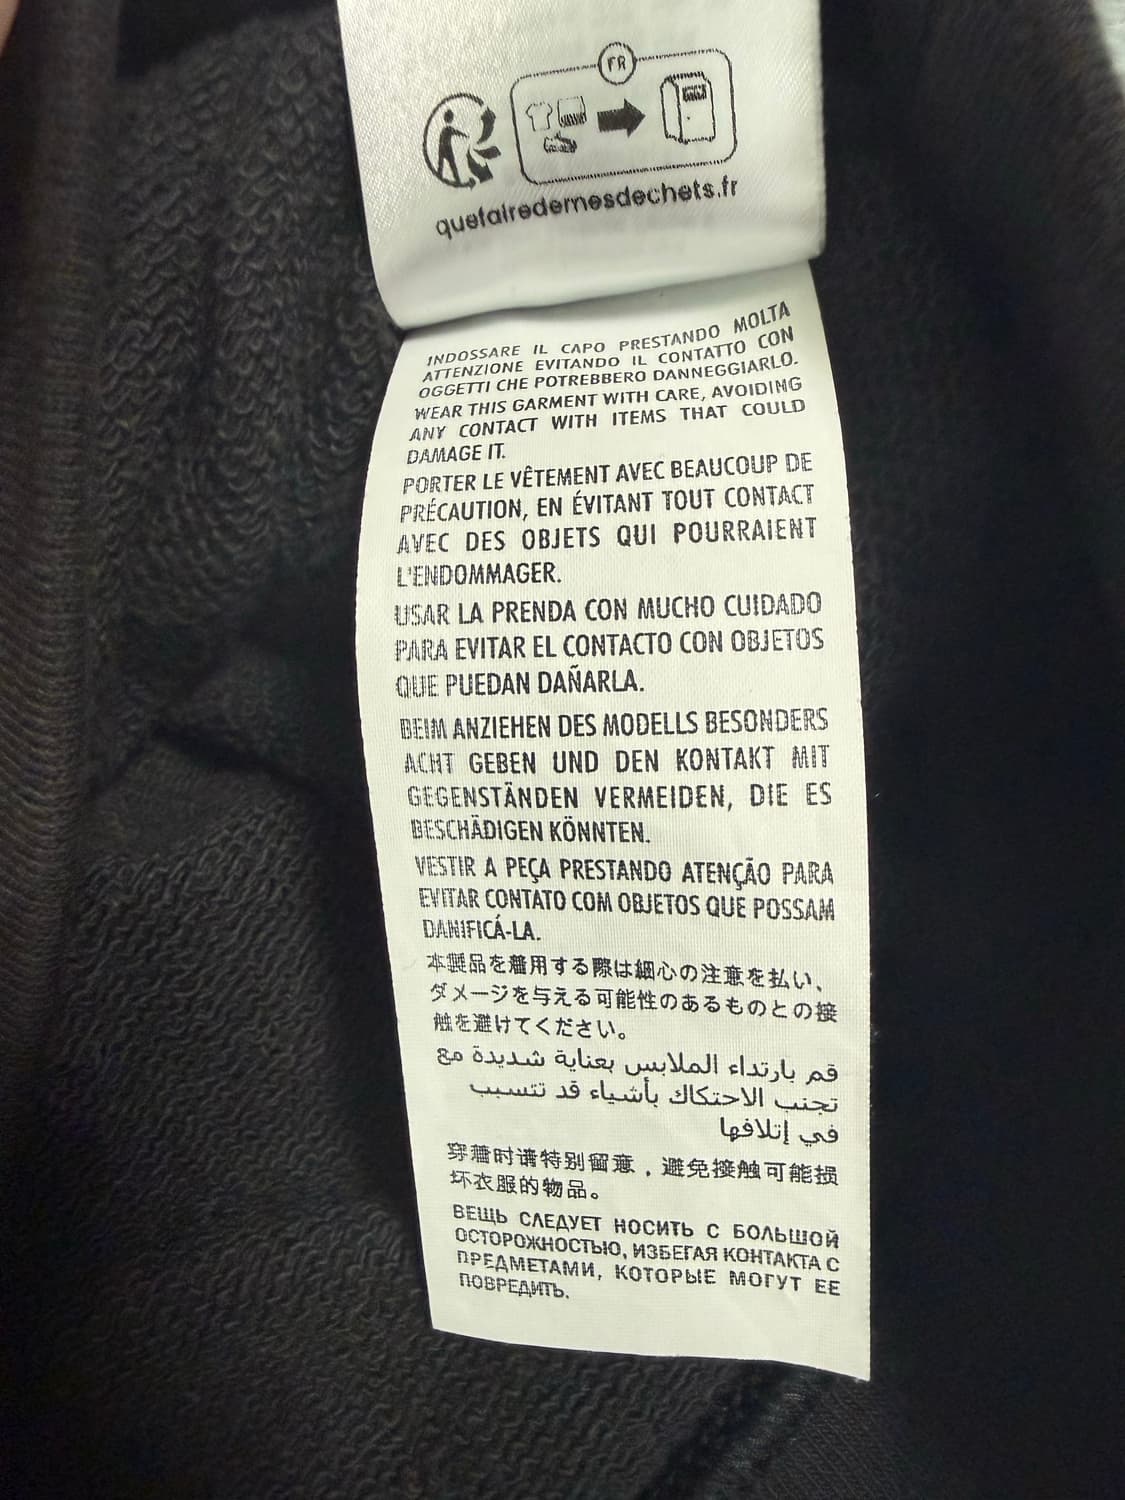 FR
quefairedemesdechets.fr
INDOSSARE IL CAPO PRESTANDO MOLTA
ATTENZIONE EVITANDO IL CONTATTO CON
OGGETTI CHE POTREBBERO DANNEGGIARLO.
WEAR THIS GARMENT WITH CARE, AVOIDING
ANY CONTACT WITH ITEMS THAT COULD
DAMAGE IT.
PORTER LE VÊTEMENT AVEC BEAUCOUP DE
PRÉCAUTION, EN ÉVITANT TOUT CONTACT
AVEC DES OBJETS QUI POURRAIENT
L'ENDOMMAGER.
USAR LA PRENDA CON MUCHO CUIDADO
PARA EVITAR EL CONTACTO CON OBJETOS
QUE PUEDAN DAÑARLA.
BEIM ANZIEHEN DES MODELLS BESONDERS
ACHT GEBEN UND DEN KONTAKT MIT
GEGENSTÄNDEN VERMEIDEN, DIE ES
BESCHÄDIGEN KÖNNTEN.
VESTIR A PEÇA PRESTANDO ATENÇÃO PARA
EVITAR CONTATO COM OBJETOS QUE POSSAM
DANIFICÁ-LA.
本製品を着用する際は細心の注意を払い、
ダメージを与える可能性のあるものとの接
触を避けてください。
قم بارتداء الملابس بعناية شديدة مع
تجنب الاحتكاك بأشياء قد تتسبب
في إتلافها
穿着时请特别留意，避免接触可能损
坏衣服的物品。
ВЕЩЬ СЛЕДУЕТ НОСИТЬ С БОЛЬШОЙ
ОСТОРОЖНОСТЬЮ, ИЗБЕГАЯ КОНТАКТА С
ПРЕДМЕТАМИ, КОТОРЫЕ МОГУТ ЕЕ
ПОВРЕДИТЬ.